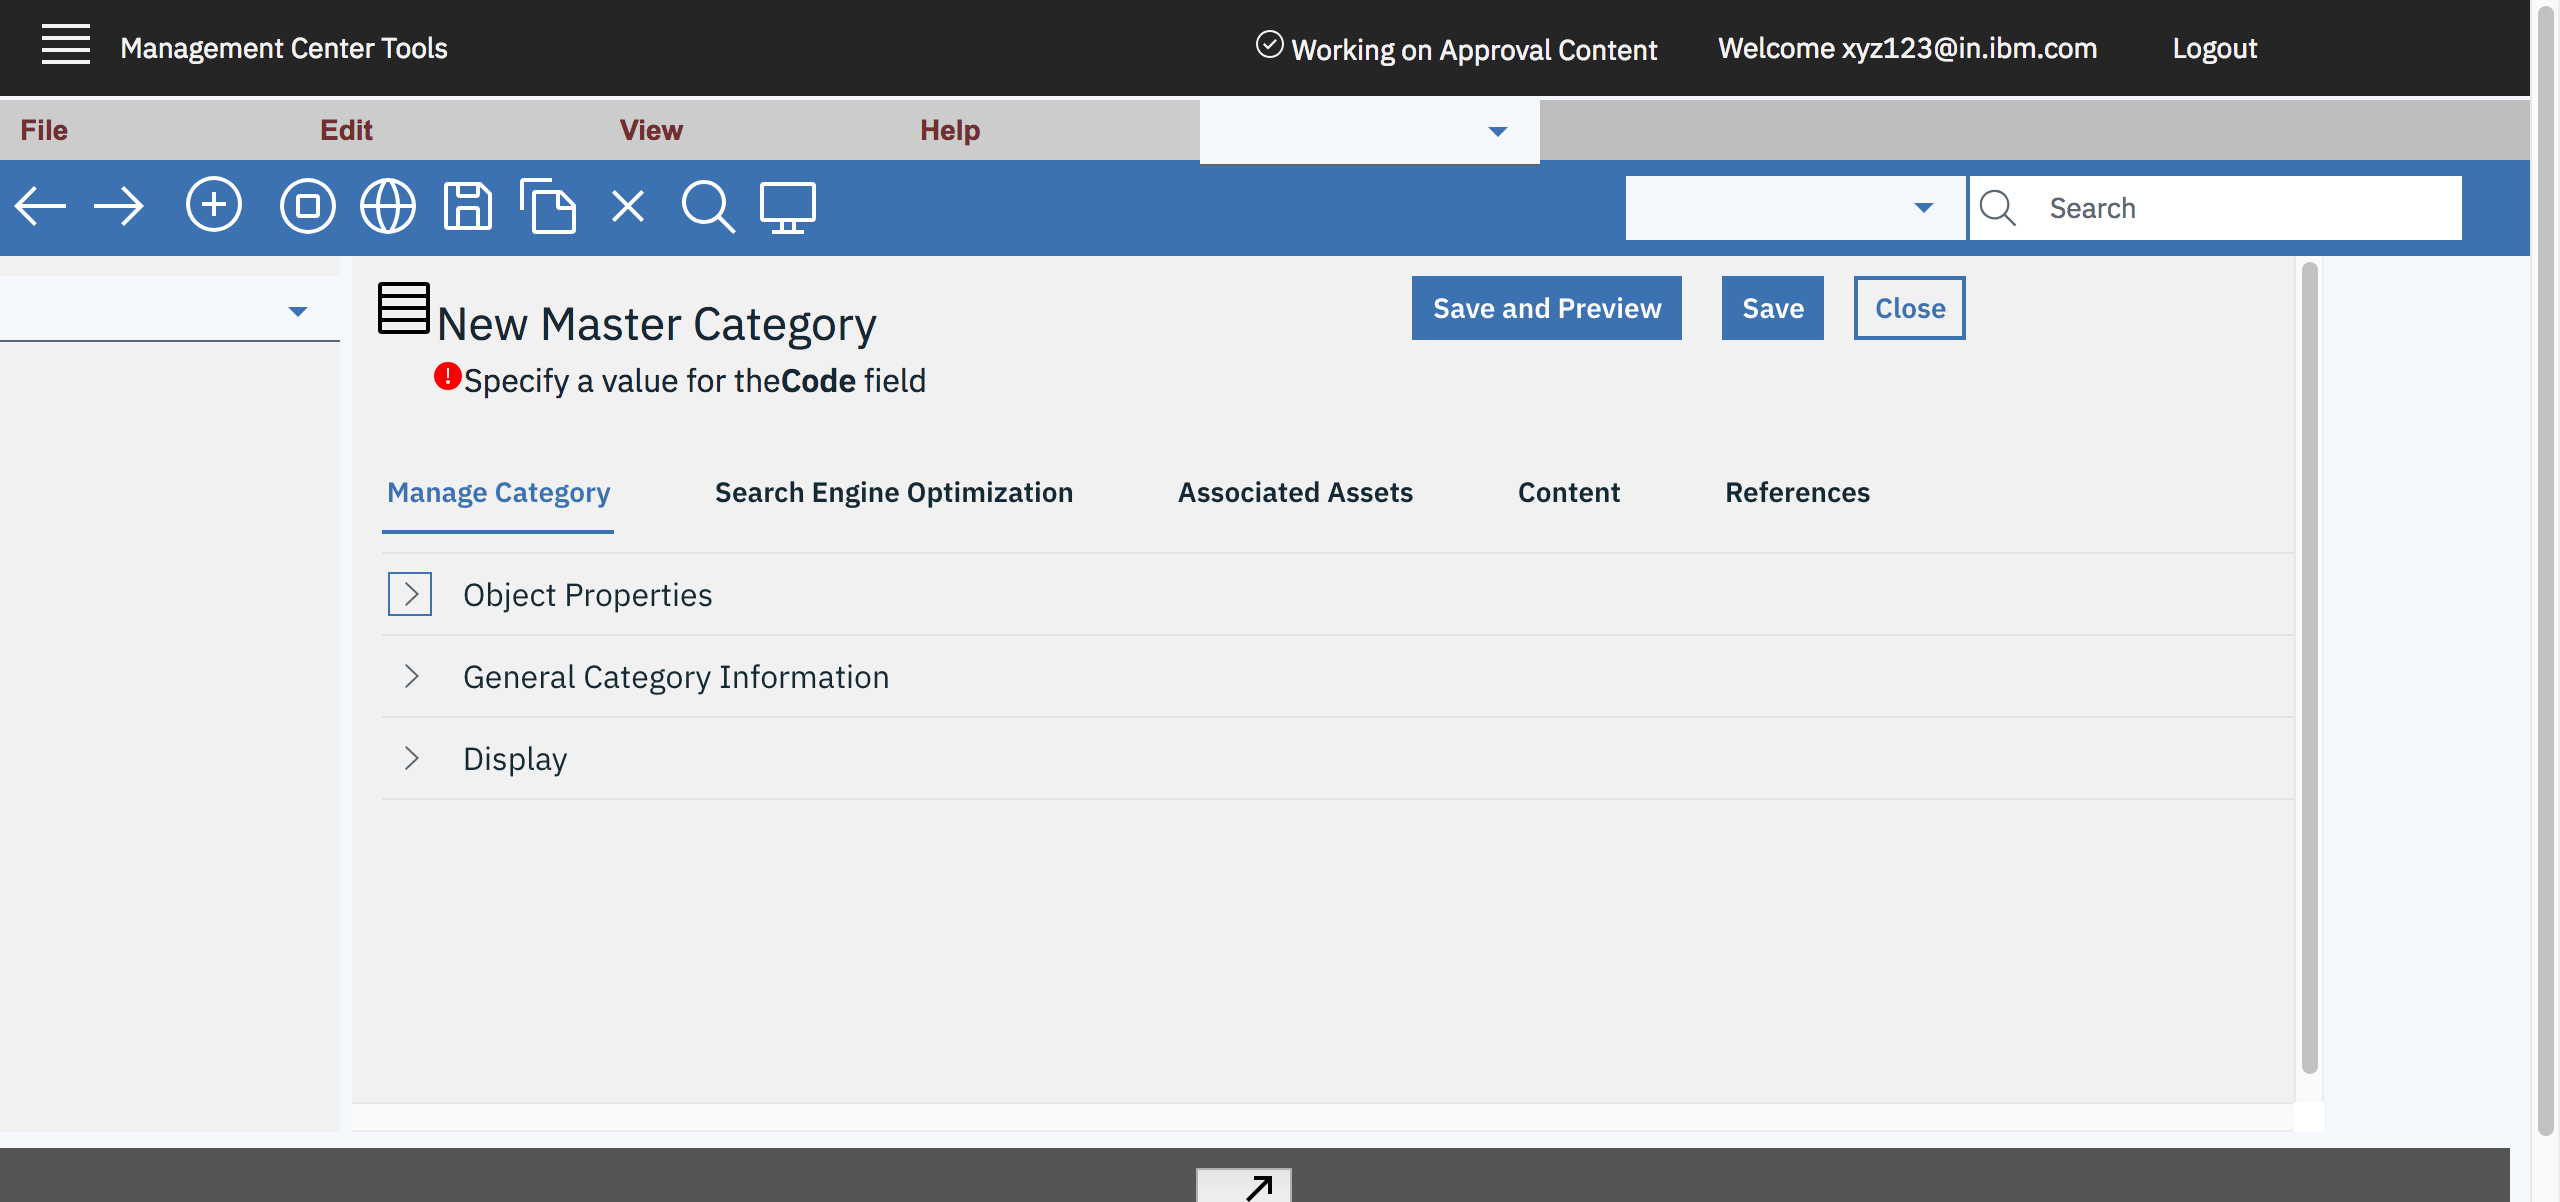 Management Center Tools
Working on Approval Content
Welcome xyz123@in.ibm.com
Logout
File
Edit
View
Help
Search
New Master Category
Save and Preview
Save
Close
Specify a value for theCode field
Manage Category
Search Engine Optimization
Associated Assets
Content
References
Object Properties
General Category Information
Display